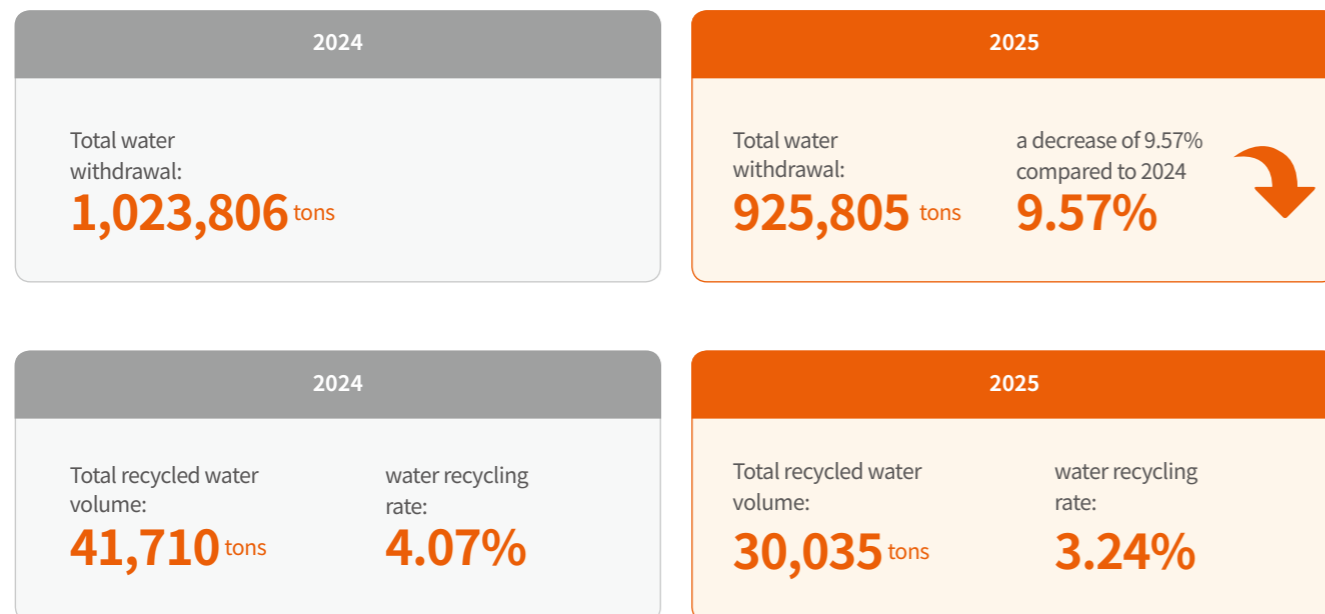 2024
Total water
withdrawal:
1,023,806 tons
2025
Total water
withdrawal:
925,805 tons
a decrease of 9.57%
compared to 2024
9.57%
2024
Total recycled water
volume:
41,710 tons
water recycling
rate:
4.07%
2025
Total recycled water
volume:
30,035 tons
water recycling
rate:
3.24%